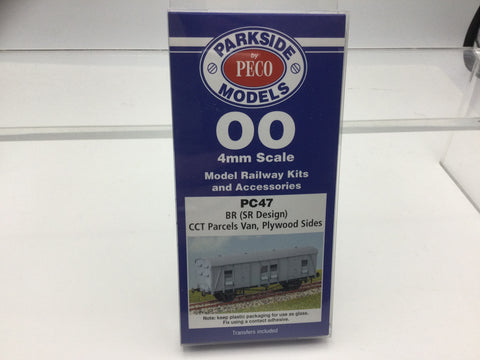 PARKSIDE
by
PECO
MODELS
OO
4mm Scale
Model Railway Kits
and Accessories
PC47
BR (SR Design)
CCT Parcels Van, Plywood Sides
Note: keep plastic packaging for use as glass.
Fix using a contact adhesive.
Transfers included